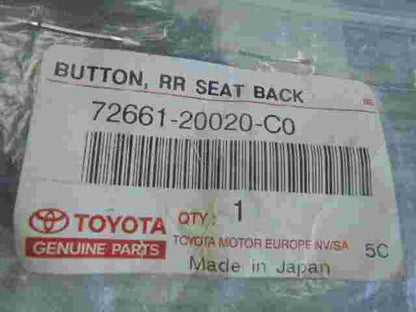 BUTTON, RR SEAT BACK
72661-20020-C0
TOYOTA
GENUINE PARTS
QTY: 1
TOYOTA MOTOR EUROPE NV/SA 5C
Made in Japan